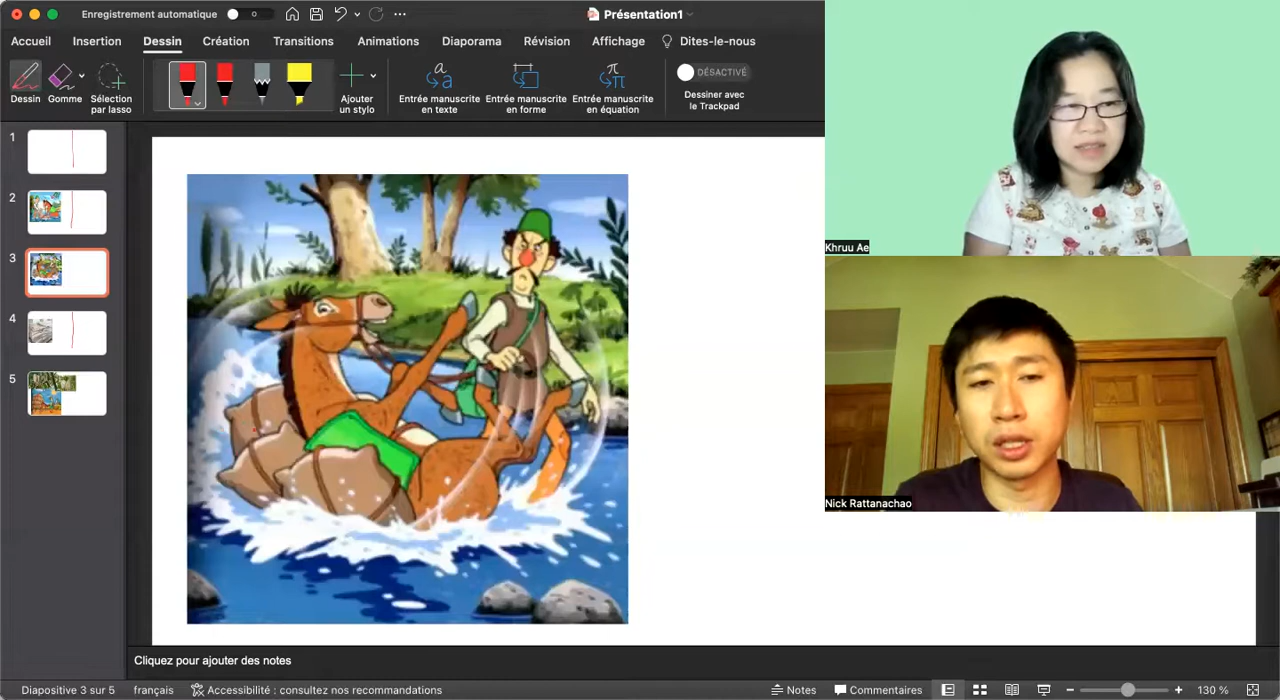 Enregistrement automatique
Présentation1
Accueil Insertion Dessin Création Transitions Animations Diaporama Révision Affichage Dites-le-nous
Dessin
Gomme
Sélection
par lasso
Ajouter
un stylo
Entrée manuscrite
en texte
Entrée manuscrite
en forme
Entrée manuscrite
en équation
DÉSACTIVÉ
Dessiner avec
le Trackpad
1
2
3
4
5
Khruu Ae
Nick Rattanachao
Cliquez pour ajouter des notes
Diapositive 3 sur 5 français Accessibilité : consultez nos recommandations Notes Commentaires 130 %